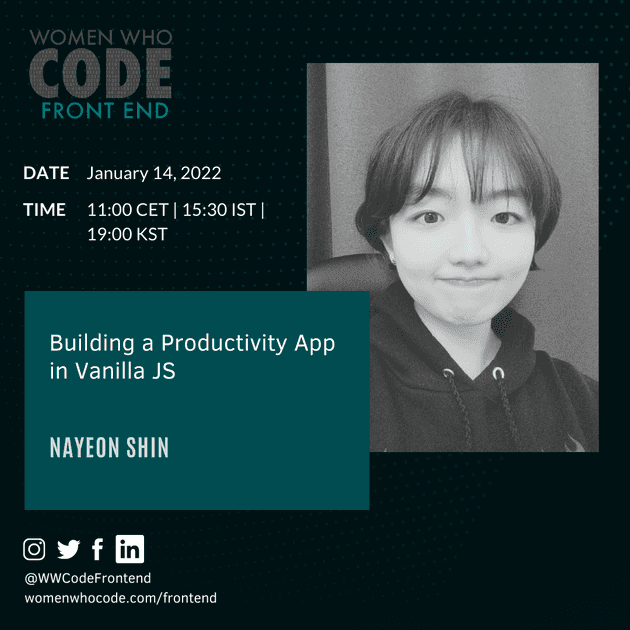 WOMEN WHO
CODE
FRONT END
DATE January 14, 2022
TIME 11:00 CET | 15:30 IST |
19:00 KST
Building a Productivity App
in Vanilla JS
NAYEON SHIN
in
@WWCodeFrontend
womenwhocode.com/frontend